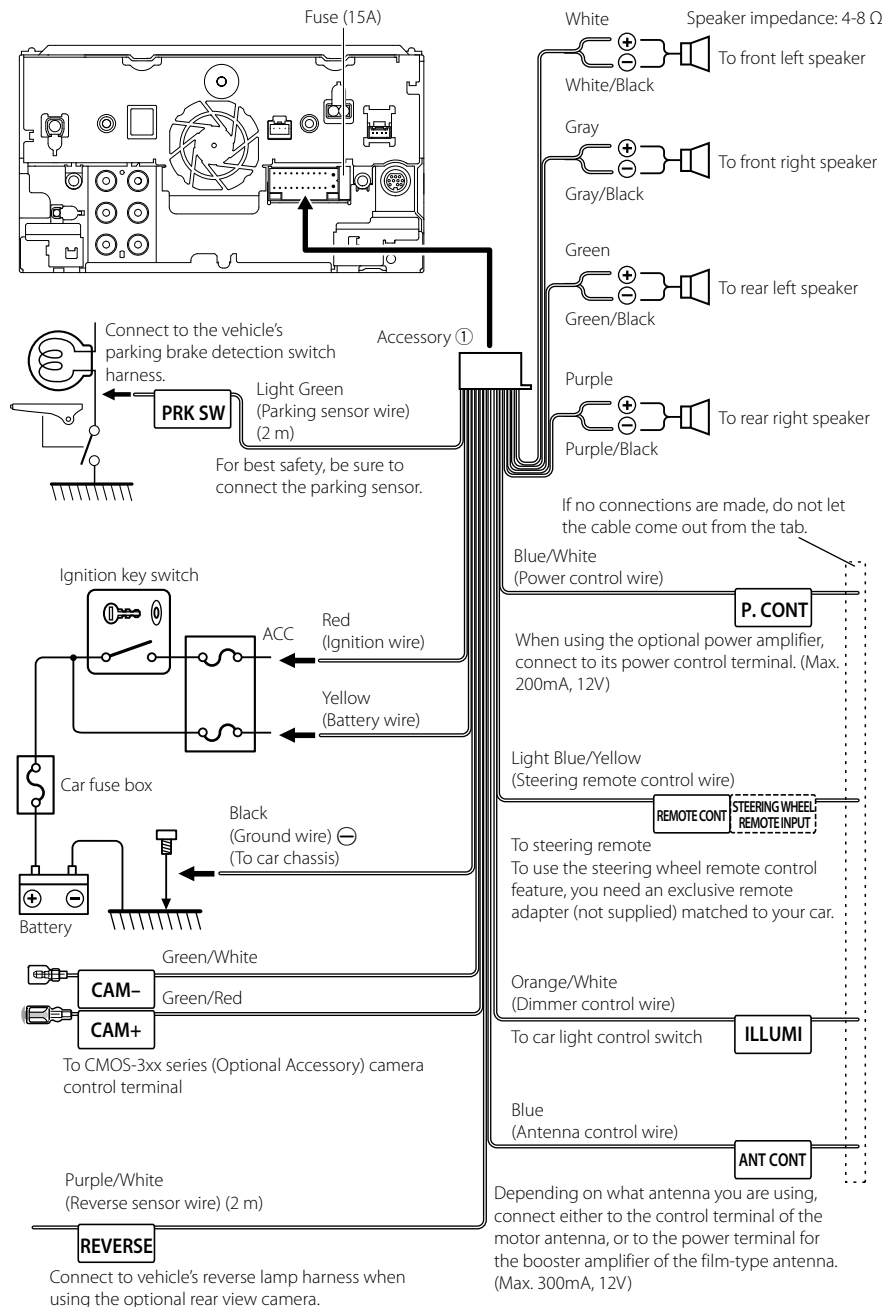 Fuse (15A)
White
Speaker impedance: 4-8 Ω
⊕
⊖
To front left speaker
White/Black
Gray
⊕
⊖
To front right speaker
Gray/Black
Green
⊕
⊖
To rear left speaker
Green/Black
Purple
⊕
⊖
To rear right speaker
Purple/Black
Connect to the vehicle's
parking brake detection switch
harness.
Accessory ①
PRK SW
Light Green
(Parking sensor wire)
(2 m)
For best safety, be sure to
connect the parking sensor.
If no connections are made, do not let
the cable come out from the tab.
Blue/White
(Power control wire)
P. CONT
When using the optional power amplifier,
connect to its power control terminal. (Max.
200mA, 12V)
Ignition key switch
ACC
Red
(Ignition wire)
Yellow
(Battery wire)
Car fuse box
Black
(Ground wire) ⊖
(To car chassis)
⊕
⊖
Battery
Light Blue/Yellow
(Steering remote control wire)
REMOTE CONT
STEERING WHEEL
REMOTE INPUT
To steering remote
To use the steering wheel remote control
feature, you need an exclusive remote
adapter (not supplied) matched to your car.
Green/White
CAM–
Green/Red
CAM+
To CMOS-3xx series (Optional Accessory) camera
control terminal
Orange/White
(Dimmer control wire)
To car light control switch
ILLUMI
Blue
(Antenna control wire)
ANT CONT
Depending on what antenna you are using,
connect either to the control terminal of the
motor antenna, or to the power terminal for
the booster amplifier of the film-type antenna.
(Max. 300mA, 12V)
Purple/White
(Reverse sensor wire) (2 m)
REVERSE
Connect to vehicle's reverse lamp harness when
using the optional rear view camera.